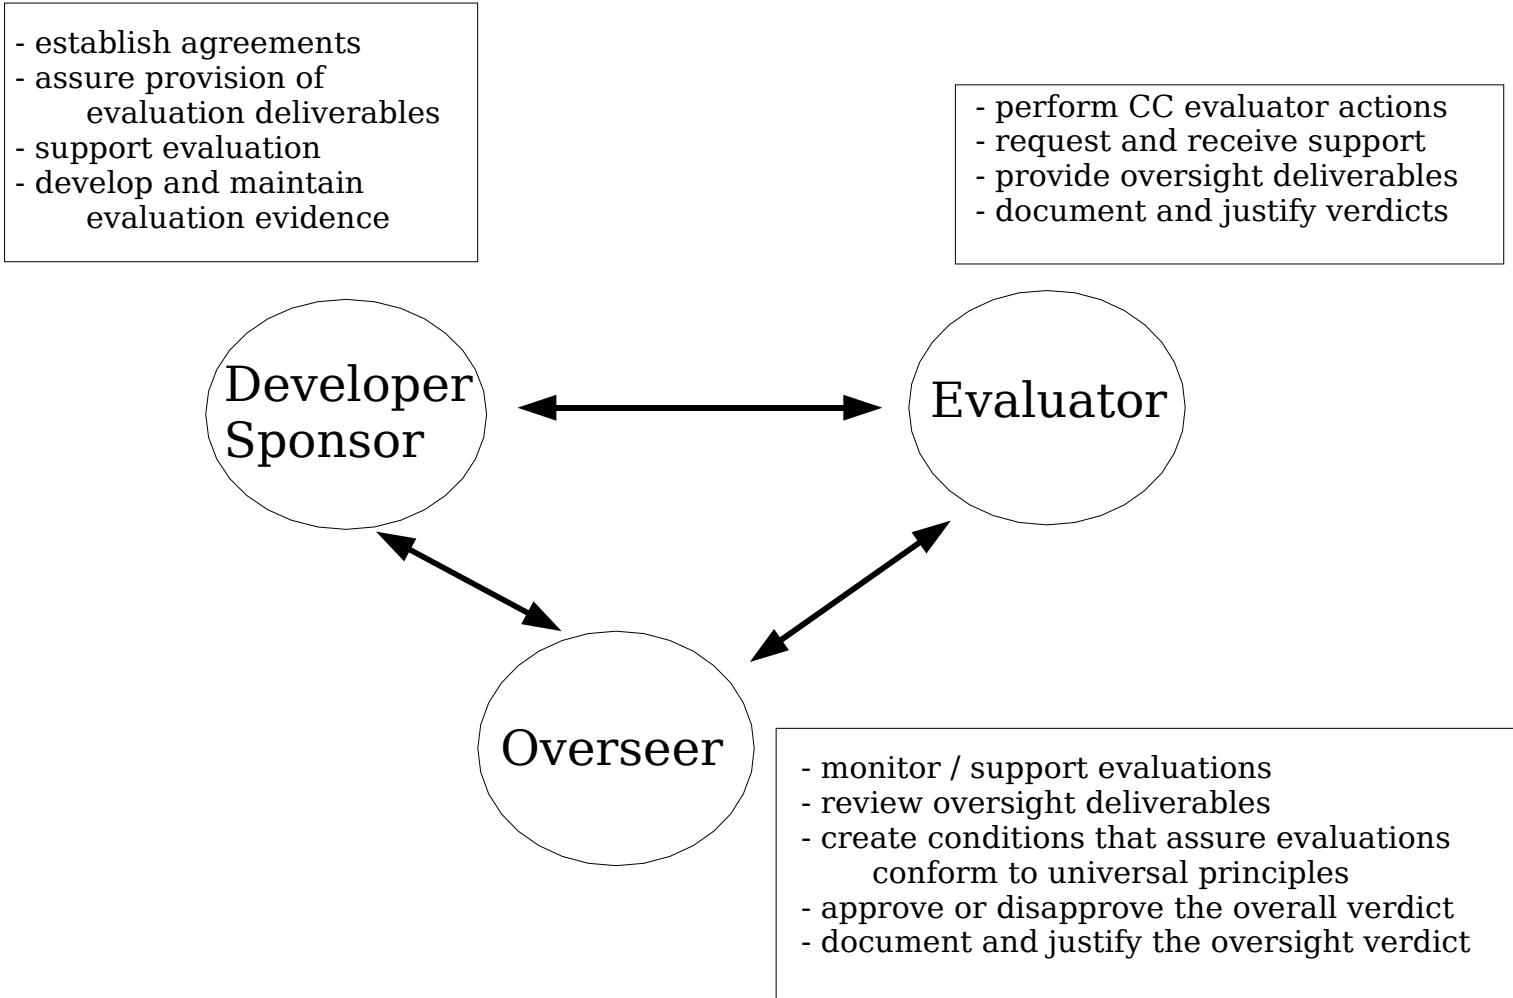 - establish agreements
- assure provision of
evaluation deliverables
- support evaluation
- develop and maintain
evaluation evidence
- perform CC evaluator actions
- request and receive support
- provide oversight deliverables
- document and justify verdicts
Developer
Sponsor
Evaluator
Overseer
- monitor / support evaluations
- review oversight deliverables
- create conditions that assure evaluations
conform to universal principles
- approve or disapprove the overall verdict
- document and justify the oversight verdict